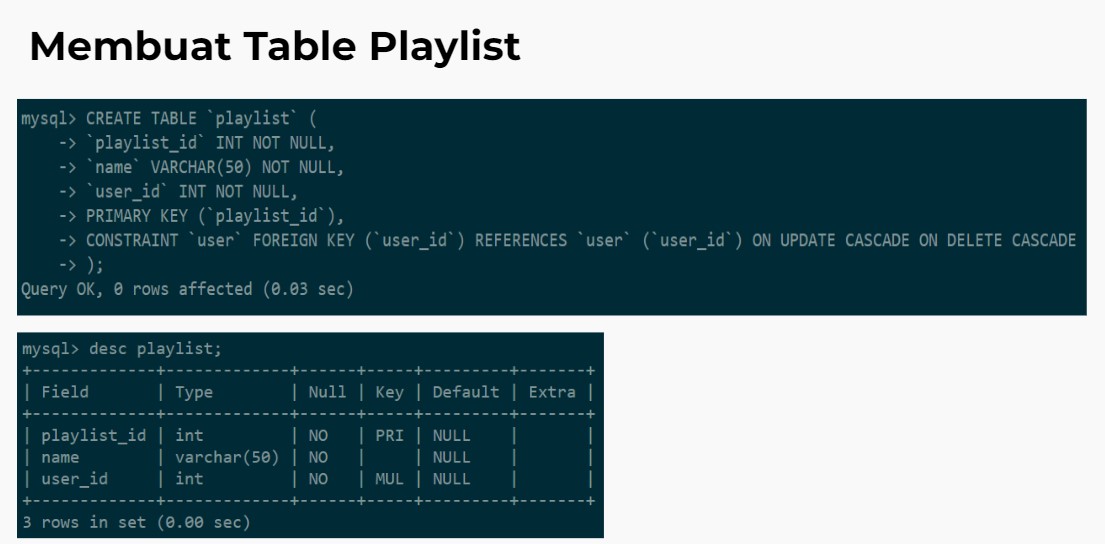 Membuat Table Playlist
mysql> CREATE TABLE `playlist` (
    -> `playlist_id` INT NOT NULL,
    -> `name` VARCHAR(50) NOT NULL,
    -> `user_id` INT NOT NULL,
    -> PRIMARY KEY (`playlist_id`),
    -> CONSTRAINT `user` FOREIGN KEY (`user_id`) REFERENCES `user` (`user_id`) ON UPDATE CASCADE ON DELETE CASCADE
    -> );
Query OK, 0 rows affected (0.03 sec)
mysql> desc playlist;
+-------------+-------------+------+-----+---------+-------+
| Field       | Type        | Null | Key | Default | Extra |
+-------------+-------------+------+-----+---------+-------+
| playlist_id | int         | NO   | PRI | NULL    |       |
| name        | varchar(50) | NO   |     | NULL    |       |
| user_id     | int         | NO   | MUL | NULL    |       |
+-------------+-------------+------+-----+---------+-------+
3 rows in set (0.00 sec)